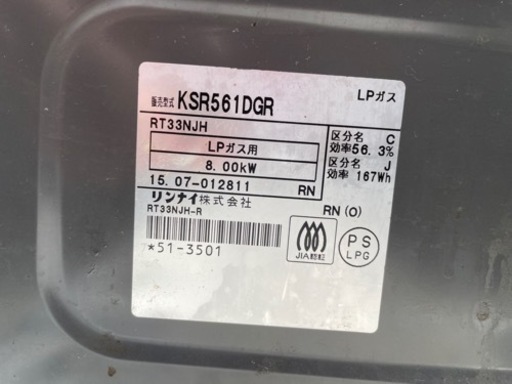 販売型式 KSR561DGR
LPガス
RT33NJH
LPガス用
8.00kW
15.07-012811 RN
リンナイ株式会社
RT33NJH-R
*51-3501
区分名 C
効率56.3%
区分名 J
効率 167Wh
RN (O)
JIA認証
PS
LPG